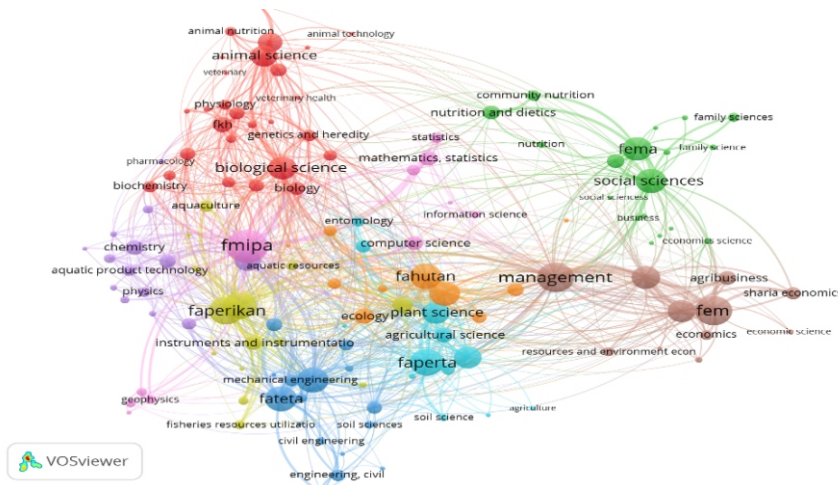 animal nutrition
animal technology
animal science
veterinary
community nutrition
physiology
veterinary health
nutrition and dietics
family sciences
fkh
genetics and heredity
statistics
nutrition
fema
family science
pharmacology
mathematics, statistics
biological science
social sciences
biochemistry
biology
social sciencess
aquaculture
information science
business
entomology
chemistry
fmipa
computer science
economics science
aquatic product technology
aquatic resources
fahutan
management
agribusiness
physics
sharia economic
faperikan
ecology
plant science
fem
agricultural science
economics
economic science
instruments and instrumentatio
resources and environment econ
faperta
mechanical engineering
geophysics
fateta
agriculture
soil science
fisheries resources utilizatio
soil sciences
civil engineering
engineering, civil
VOSviewer